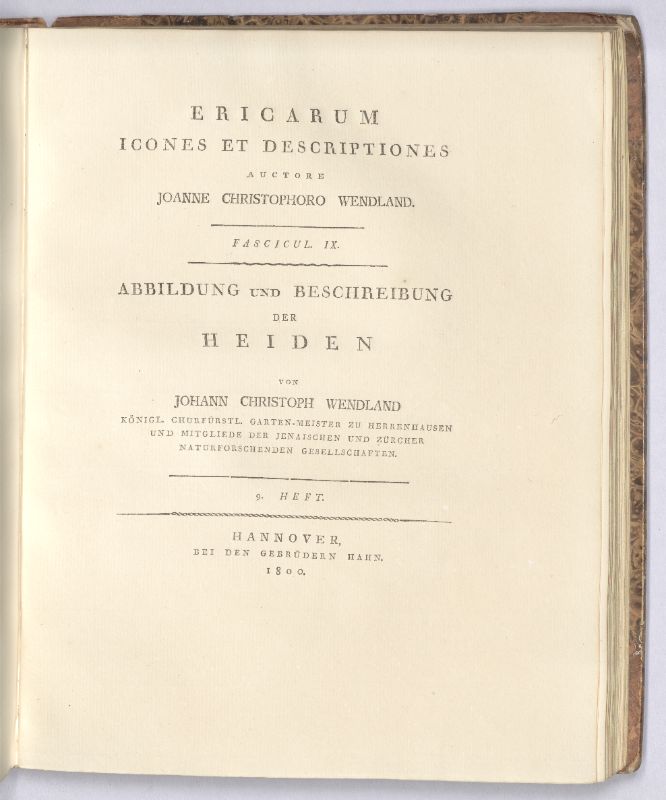 ERICARUM
ICONES ET DESCRIPTIONES
AUCTORE
JOANNE CHRISTOPHORO WENDLAND.
FASCICUL. IX.
ABBILDUNG UND BESCHREIBUNG
DER
HEIDEN
VON
JOHANN CHRISTOPH WENDLAND
KÖNIGL. CHURFÜRSTL. GARTEN-MEISTER ZU HERRENHAUSEN
UND MITGLIEDE DER JENAISCHEN UND ZÜRCHER
NATURFORSCHENDEN GESELLSCHAFTEN.
9. HEFT.
HANNOVER,
BEI DEN GEBRÜDERN HAHN.
1800.